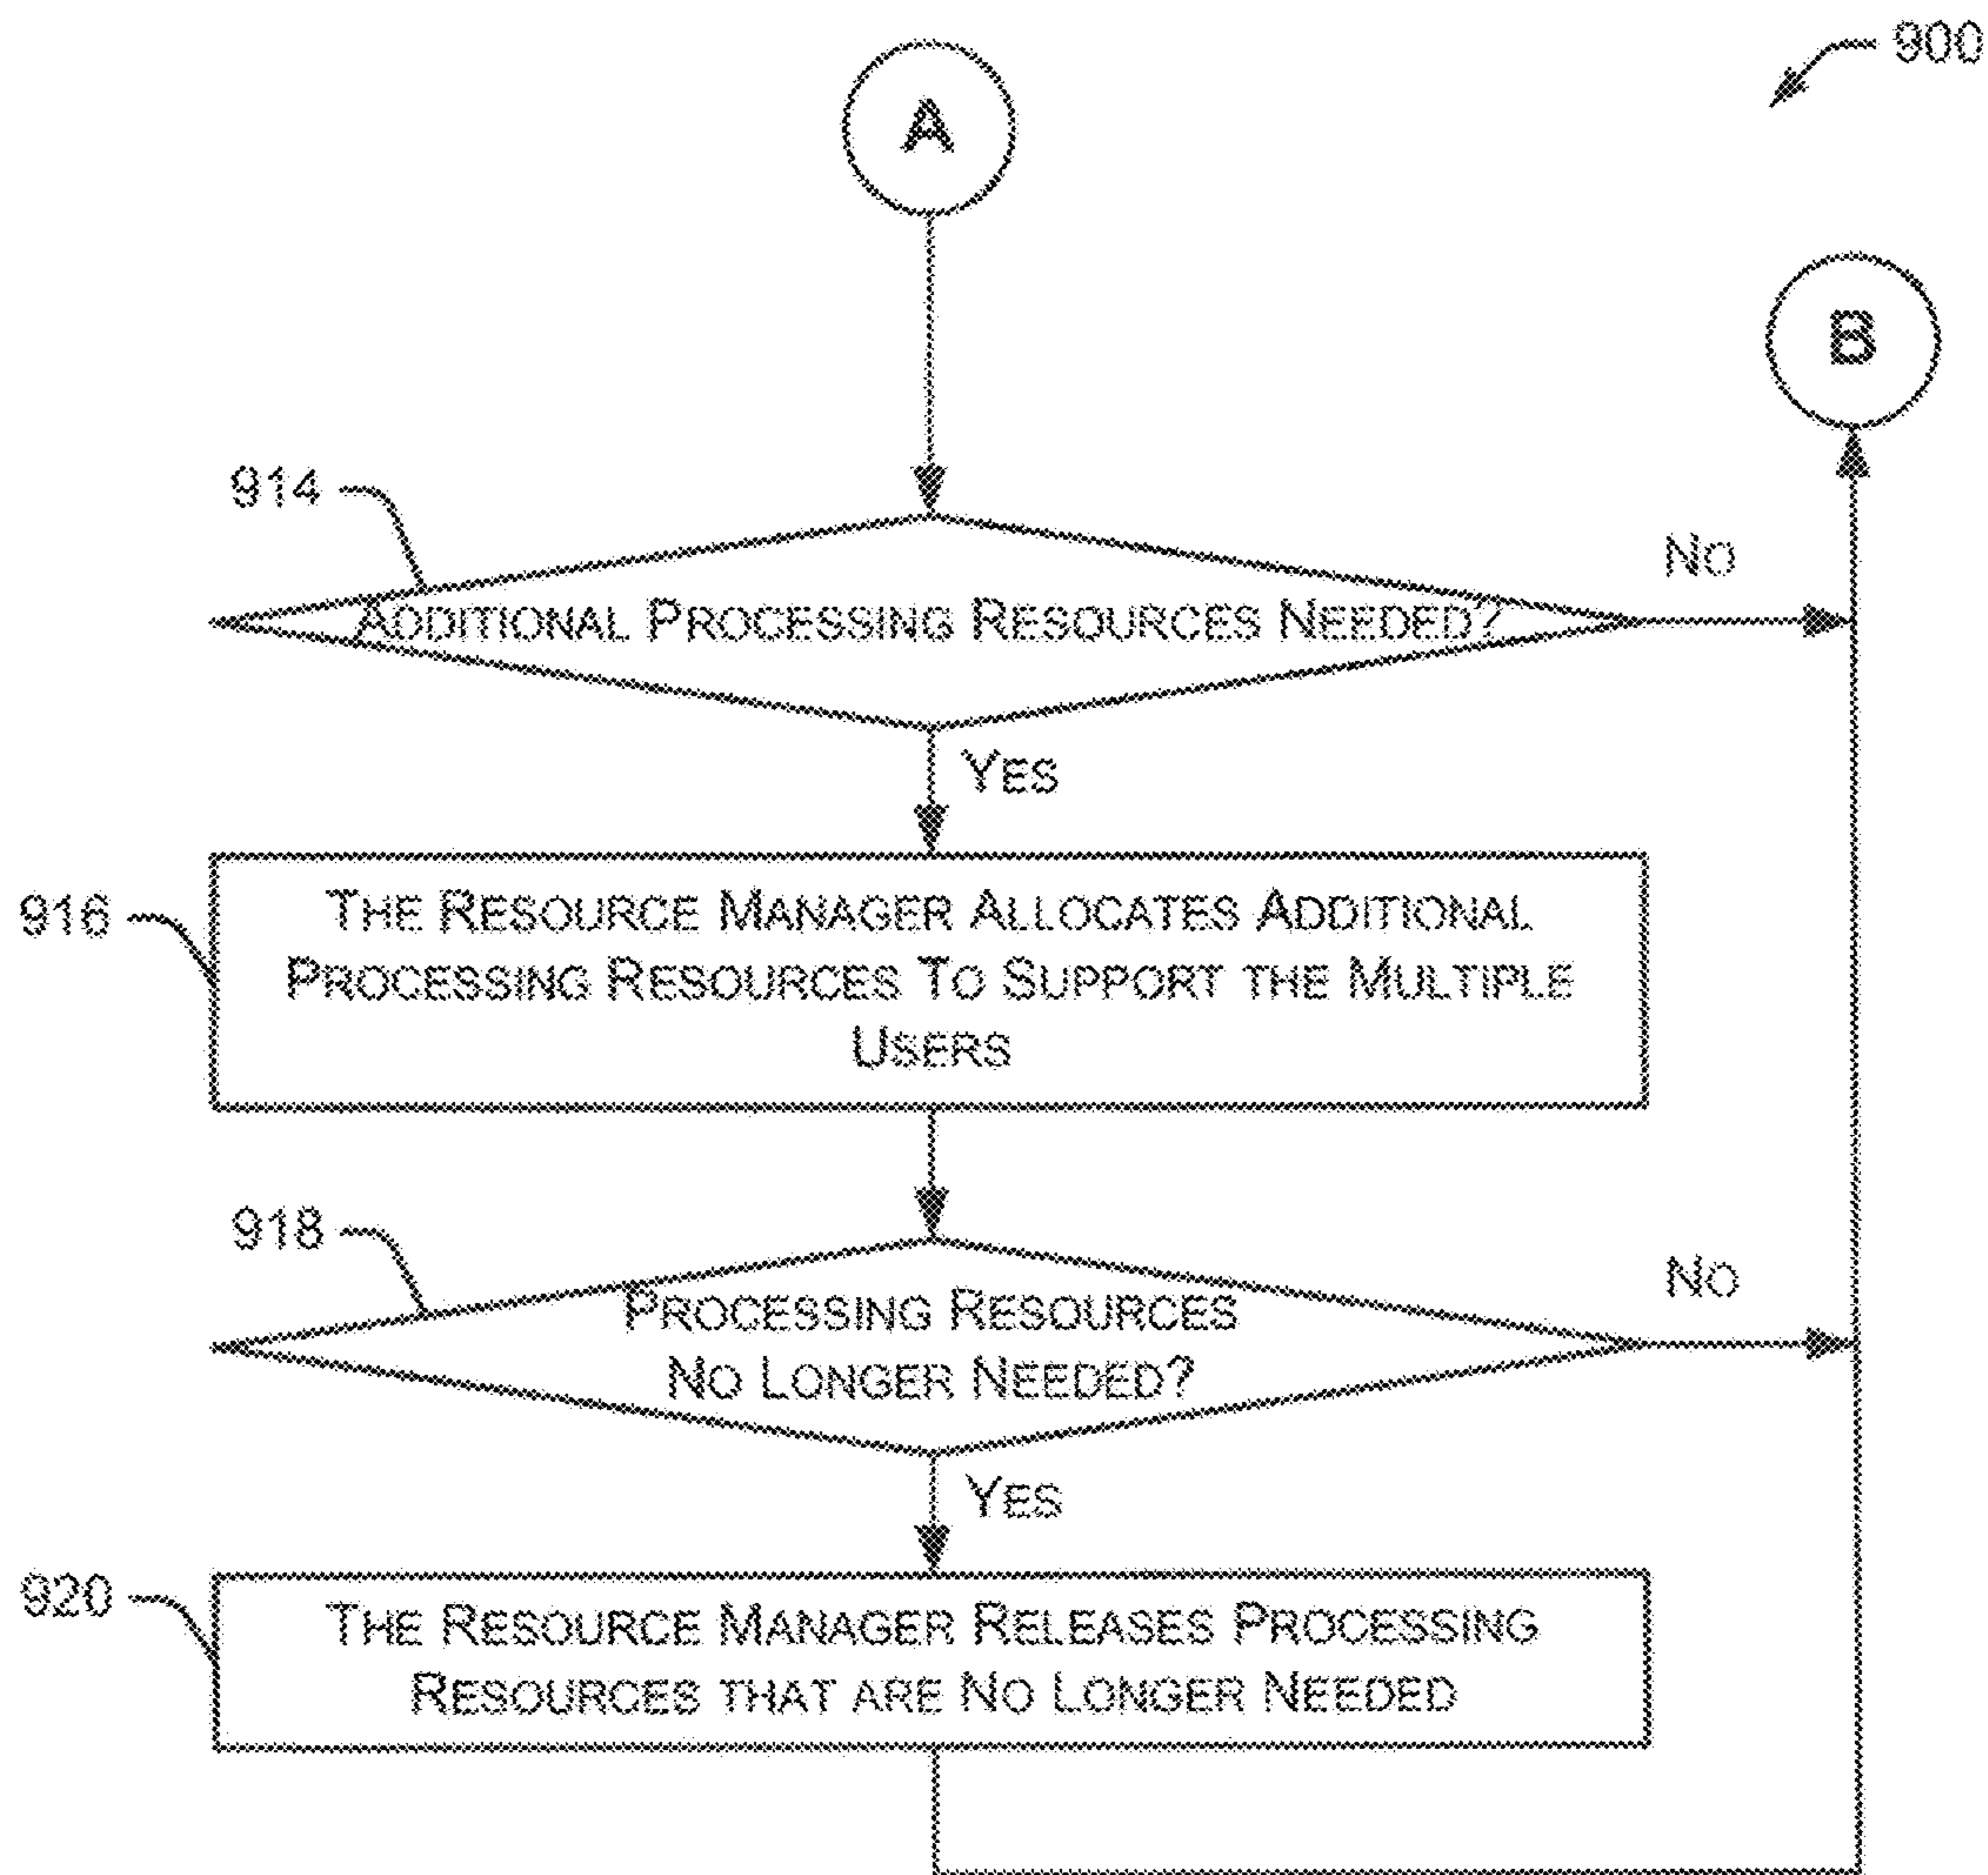 900
A
B
914
No
Additional Processing Resources Needed?
Yes
916
The Resource Manager Allocates Additional
Processing Resources To Support the Multiple
Users
918
No
Processing Resources
No Longer Needed?
Yes
920
The Resource Manager Releases Processing
Resources that are No Longer Needed